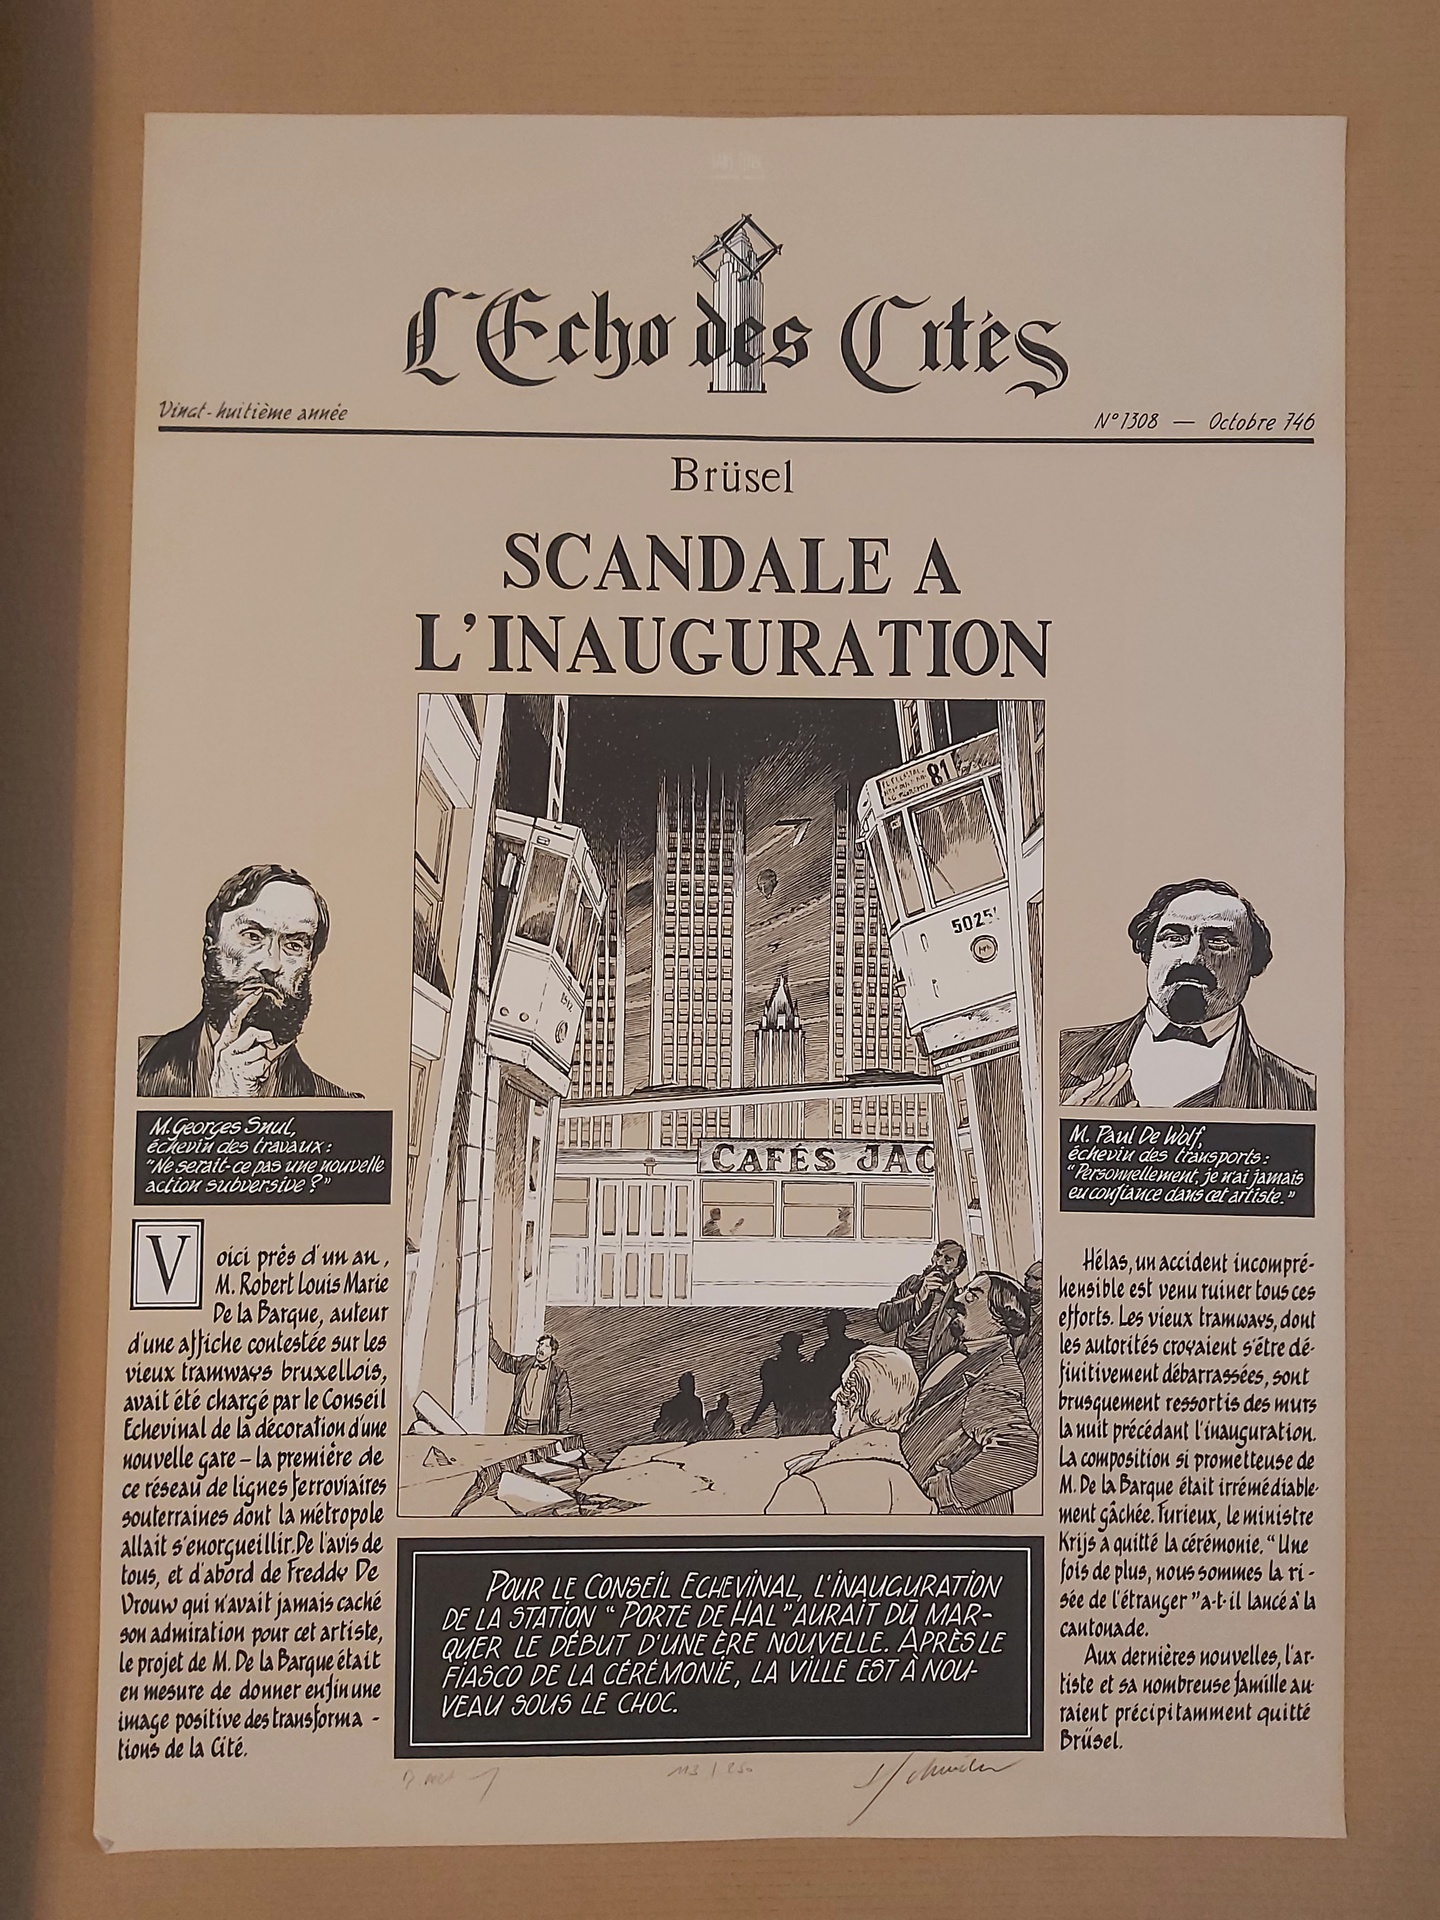 L'Echo des Cités
Vingt-huitième année
N°1308 — Octobre 746
Brüsel
SCANDALE A
L'INAUGURATION
81
5025
CAFÉS JAC
M. Georges Snul,
échevin des travaux :
"Ne serait-ce pas une nouvelle
action subversive ?"
Voici près d'un an,
M. Robert Louis Marie
De la Barque, auteur
d'une affiche contestée sur les
vieux tramways bruxellois,
avait été chargé par le Conseil
Echevinal de la décoration d'une
nouvelle gare – la première de
ce réseau de lignes ferroviaires
souterraines dont la métropole
allait s'enorgueillir. De l'avis de
tous, et d'abord de Freddy De
Vrouw qui n'avait jamais caché
son admiration pour cet artiste,
le projet de M. De la Barque était
en mesure de donner enfin une
image positive des transforma -
tions de la Cité.
POUR LE CONSEIL ECHEVINAL, L'INAUGURATION
DE LA STATION " PORTE DE HAL " AURAIT DÛ MAR-
QUER LE DÉBUT D'UNE ÈRE NOUVELLE. APRÈS LE
FIASCO DE LA CÉRÉMONIE, LA VILLE EST À NOU-
VEAU SOUS LE CHOC.
M. Paul De Wolf,
échevin des transports :
"Personnellement, je n'ai jamais
eu confiance dans cet artiste."
Hélas, un accident incompré-
hensible est venu ruiner tous ces
efforts. Les vieux tramways, dont
les autorités croyaient s'être dé-
finitivement débarrassées, sont
brusquement ressortis des murs
la nuit précédant l'inauguration.
La composition si prometteuse de
M. De la Barque était irrémédiable-
ment gâchée. Furieux, le ministre
Krijs a quitté la cérémonie. " Une
fois de plus, nous sommes la ri -
sée de l'étranger " a-t-il lancé à la
cantonade.
Aux dernières nouvelles, l'ar-
tiste et sa nombreuse famille au-
raient précipitamment quitté
Brüsel.
113 / 250